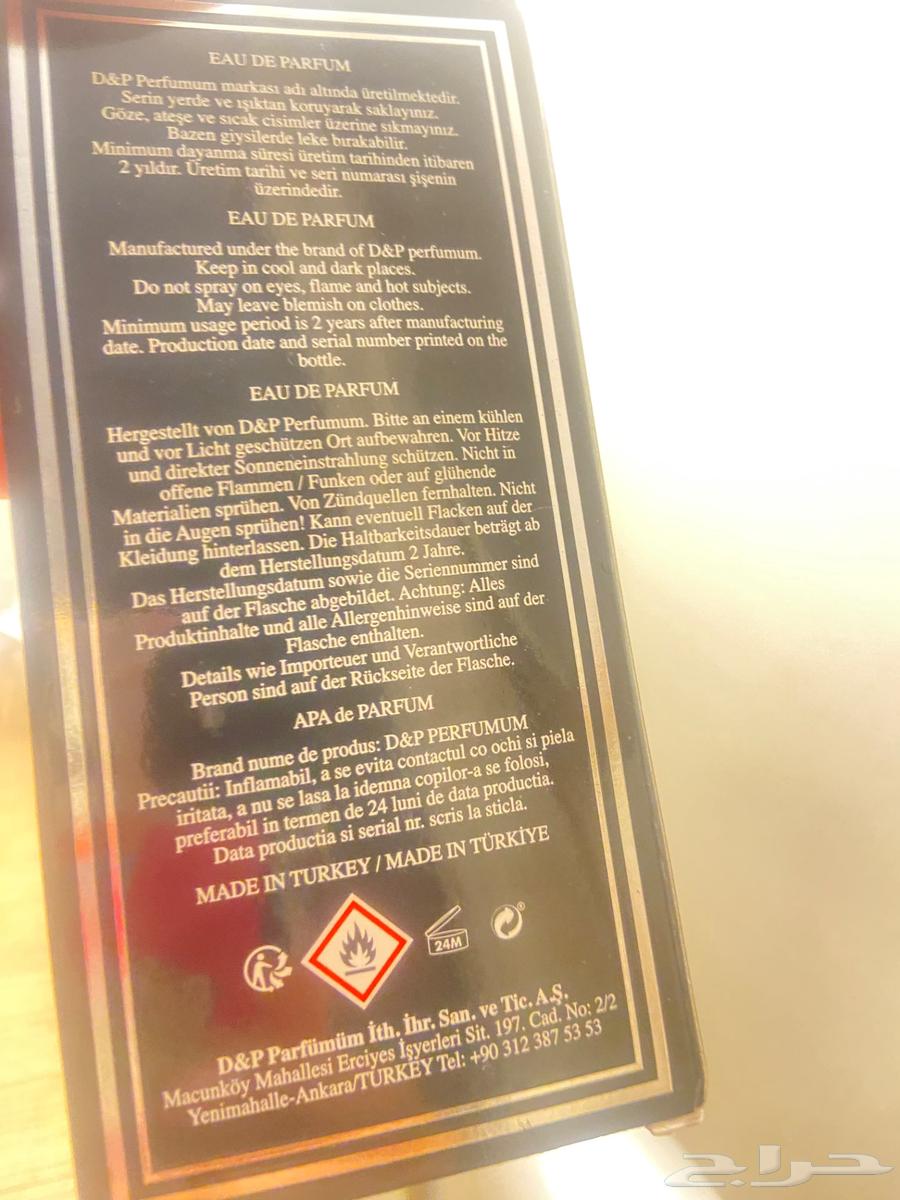 EAU DE PARFUM
D&P Perfumum markası adı altında üretilmektedir.
Serin yerde ve ışıktan koruyarak saklayınız.
Göze, ateşe ve sıcak cisimler üzerine sıkmayınız.
Bazen giysilerde leke bırakabilir.
Minimum dayanma süresi üretim tarihinden itibaren
2 yıldır. Üretim tarihi ve seri numarası şişenin
üzerindedir.
EAU DE PARFUM
Manufactured under the brand of D&P perfumum.
Keep in cool and dark places.
Do not spray on eyes, flame and hot subjects.
May leave blemish on clothes.
Minimum usage period is 2 years after manufacturing
date. Production date and serial number printed on the
bottle.
EAU DE PARFUM
Hergestellt von D&P Perfumum. Bitte an einem kühlen
und vor Licht geschützen Ort aufbewahren. Vor Hitze
und direkter Sonneneinstrahlung schützen. Nicht in
offene Flammen / Funken oder auf glühende
Materialien sprühen. Von Zündquellen fernhalten. Nicht
in die Augen sprühen! Kann eventuell Flacken auf der
Kleidung hinterlassen. Die Haltbarkeitsdauer beträgt ab
dem Herstellungsdatum 2 Jahre.
Das Herstellungsdatum sowie die Seriennummer sind
auf der Flasche abgebildet. Achtung: Alles
Produktinhalte und alle Allergenhinweise sind auf der
Flasche enthalten.
Details wie Importeuer und Verantwortliche
Person sind auf der Rückseite der Flasche.
APA de PARFUM
Brand nume de produs: D&P PERFUMUM
Precautii: Inflamabil, a se evita contactul co ochi si piela
iritata, a nu se lasa la idemna copilor-a se folosi,
preferabil in termen de 24 luni de data productia.
Data productia si serial nr. scris la sticla.
MADE IN TURKEY / MADE IN TÜRKİYE
24M
D&P Parfümüm İth. İhr. San. ve Tic. A.Ş.
Macunköy Mahallesi Erciyes İşyerleri Sit. 197. Cad. No: 2/2
Yenimahalle-Ankara/TURKEY Tel: +90 312 387 53 53
حراج